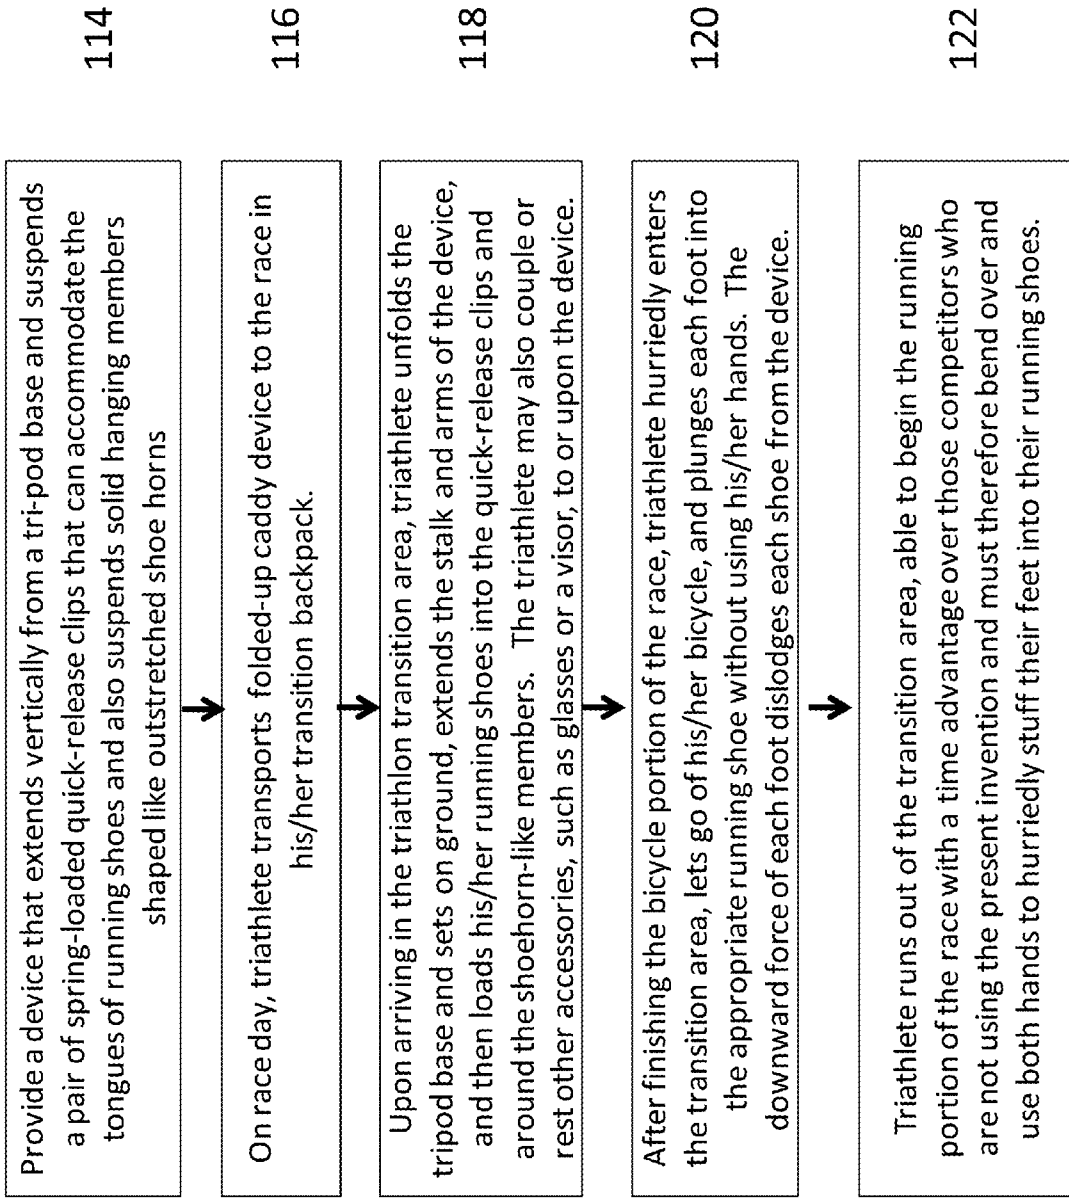 Provide a device that extends vertically from a tri-pod base and suspends
a pair of spring-loaded quick-release clips that can accommodate the
tongues of running shoes and also suspends solid hanging members
shaped like outstretched shoe horns
114
On race day, triathlete transports folded-up caddy device to the race in
his/her transition backpack.
116
Upon arriving in the triathlon transition area, triathlete unfolds the
tripod base and sets on ground, extends the stalk and arms of the device,
and then loads his/her running shoes into the quick-release clips and
around the shoehorn-like members. The triathlete may also couple or
rest other accessories, such as glasses or a visor, to or upon the device.
118
After finishing the bicycle portion of the race, triathlete hurriedly enters
the transition area, lets go of his/her bicycle, and plunges each foot into
the appropriate running shoe without using his/her hands. The
downward force of each foot dislodges each shoe from the device.
120
Triathlete runs out of the transition area, able to begin the running
portion of the race with a time advantage over those competitors who
are not using the present invention and must therefore bend over and
use both hands to hurriedly stuff their feet into their running shoes.
122